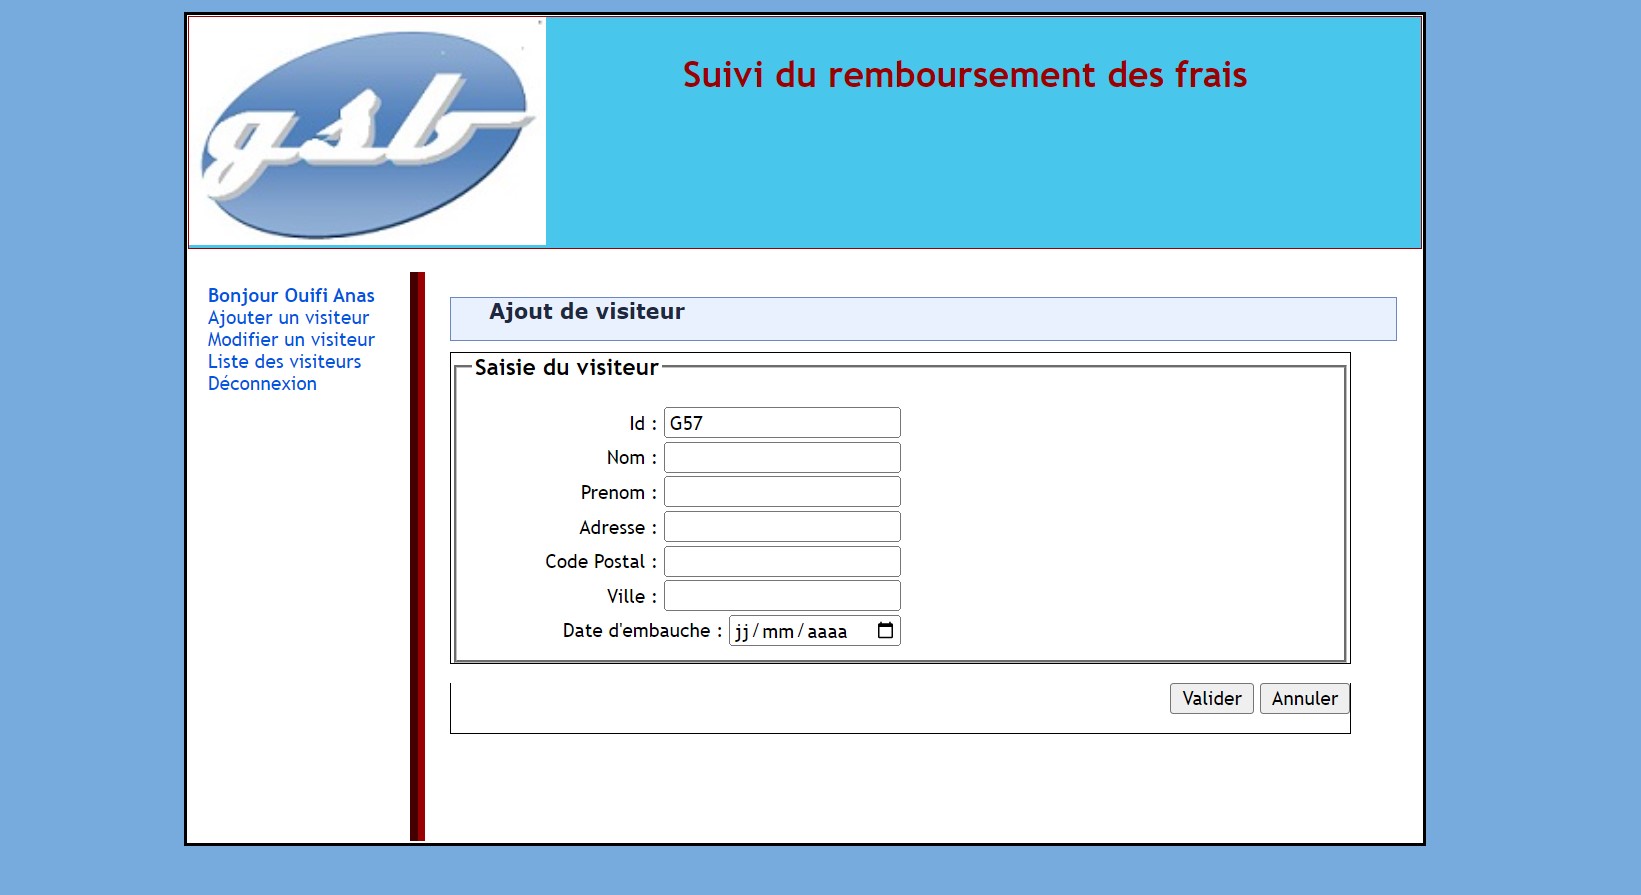 gsb
Suivi du remboursement des frais
Bonjour Ouifi Anas
Ajouter un visiteur
Modifier un visiteur
Liste des visiteurs
Déconnexion
Ajout de visiteur
Saisie du visiteur
Id : G57
Nom :
Prenom :
Adresse :
Code Postal :
Ville :
Date d'embauche : jj/mm/aaaa
Valider Annuler